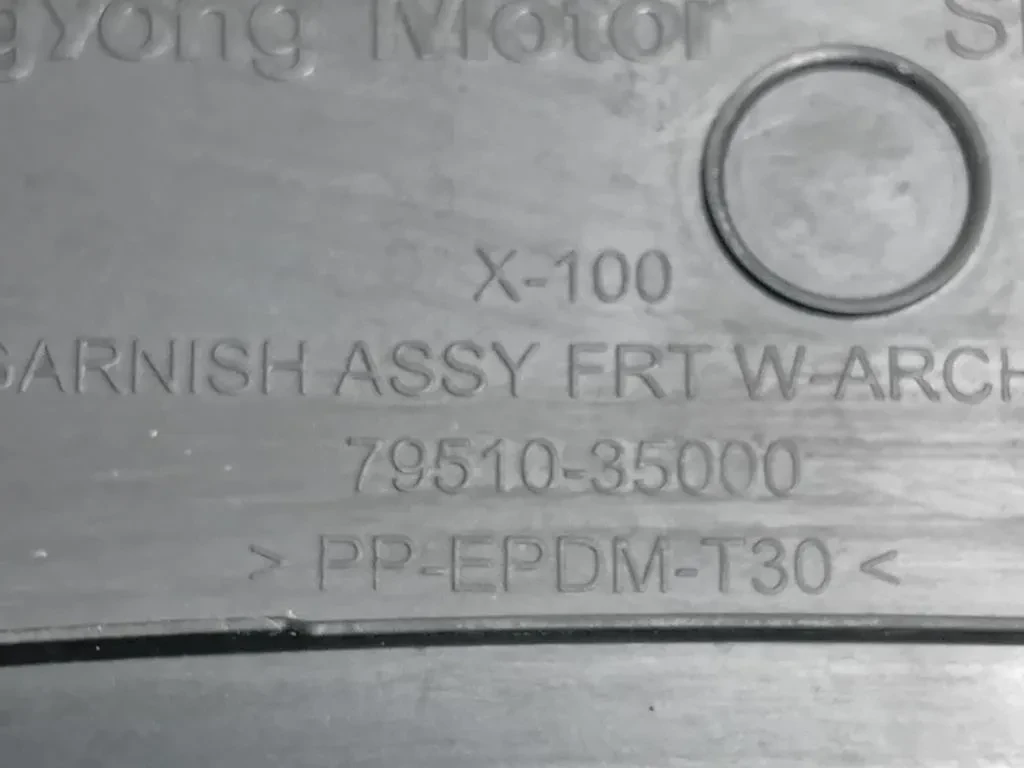 gYong Motor S
X-100
GARNISH ASSY FRT W-ARCH
79510-35000
> PP-EPDM-T30 <